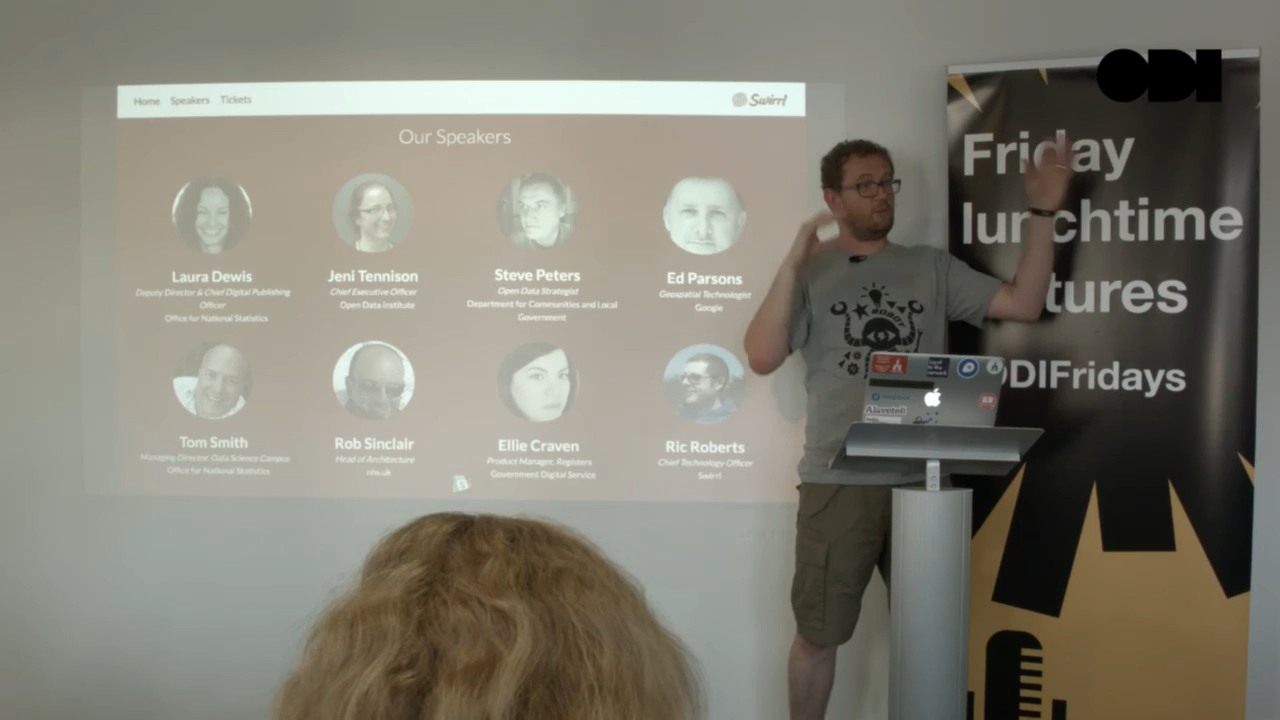 Home Speakers Tickets
Swirrl
Our Speakers
Laura Dewis
Deputy Director & Chief Digital Publishing
Officer
Office for National Statistics
Jeni Tennison
Chief Executive Officer
Open Data Institute
Steve Peters
Open Data Strategist
Department for Communities and Local
Government
Ed Parsons
Geospatial Technologist
Google
Tom Smith
Managing Director, Data Science Campus
Office for National Statistics
Rob Sinclair
Head of Architecture
nhs.uk
Ellie Craven
Product Manager, Registers
Government Digital Service
Ric Roberts
Chief Technology Officer
Swirrl
ROBOT
Alaveteli
ODI
Friday
lunchtime
tures
ODIFridays